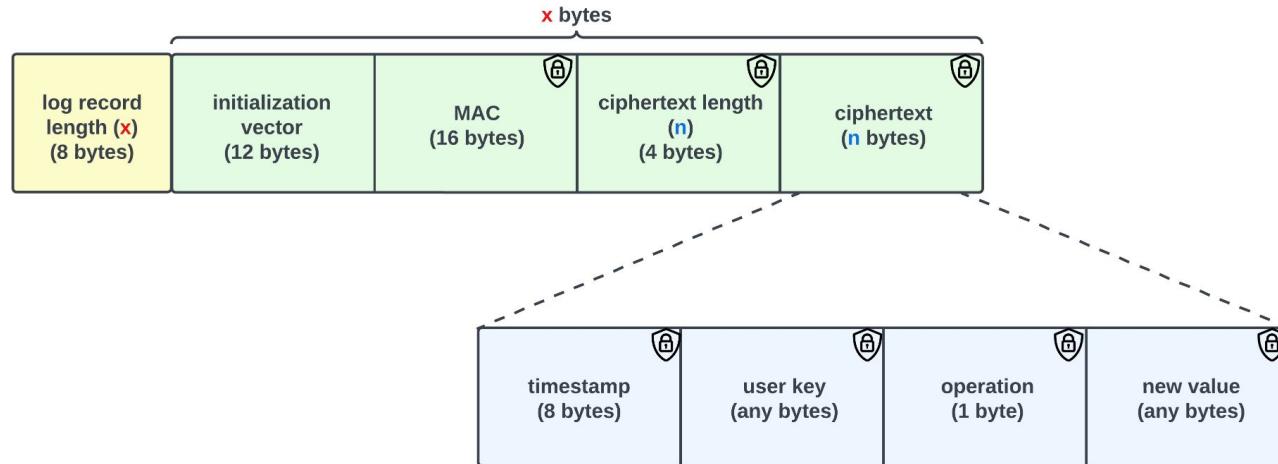 x bytes
log record
length (x)
(8 bytes)
initialization
vector
(12 bytes)
MAC
(16 bytes)
ciphertext length
(n)
(4 bytes)
ciphertext
(n bytes)
timestamp
(8 bytes)
user key
(any bytes)
operation
(1 byte)
new value
(any bytes)